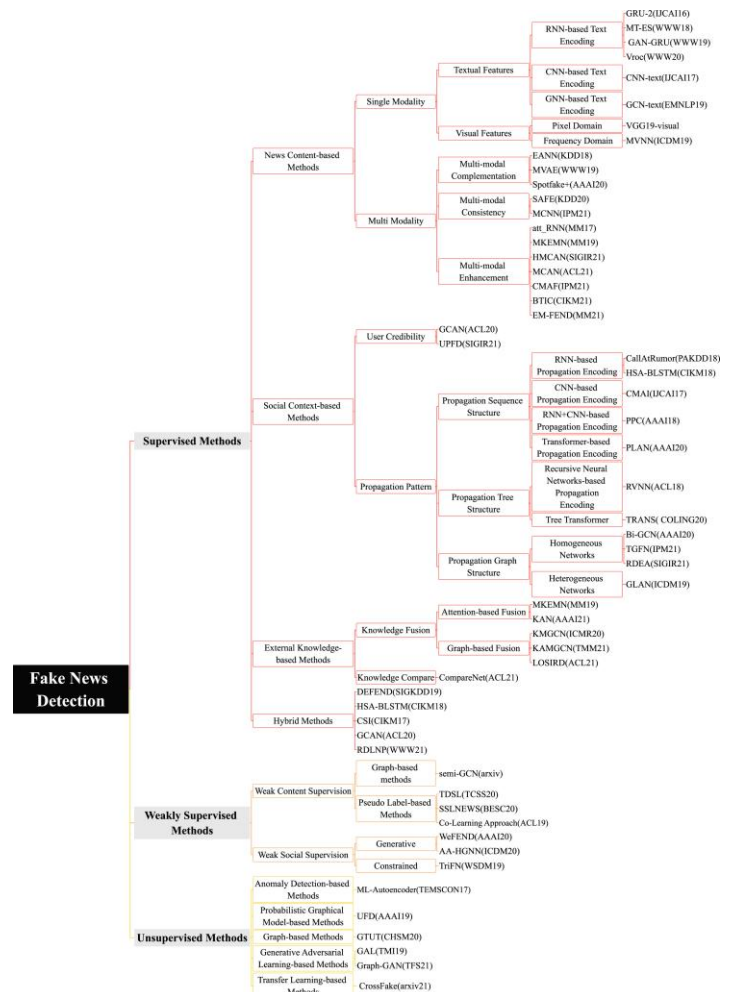 GRU-2(IJCAI16)
RNN-based Text
Encoding
MT-ES(WWW18)
GAN-GRU(WWW19)
Vroc(WWW20)
Textual Features
CNN-based Text
Encoding
CNN-text(IJCAI17)
GNN-based Text
Encoding
GCN-text(EMNLP19)
Single Modality
Visual Features
Pixel Domain
VGG19-visual
Frequency Domain
MVNN(ICDM19)
News Content-based
Methods
Multi-modal
Complementation
EANN(KDD18)
MVAE(WWW19)
Spotfake+(AAAI20)
Multi-modal
Consistency
SAFE(KDD20)
MCNN(IPM21)
Multi Modality
att_RNN(MM17)
MKEMN(MM19)
Multi-modal
Enhancement
HMCAN(SIGIR21)
MCAN(ACL21)
CMAF(IPM21)
BTIC(CIKM21)
EM-FEND(MM21)
User Credibility
GCAN(ACL20)
UPFD(SIGIR21)
RNN-based
Propagation Encoding
CallAtRumor(PAKDD18)
HSA-BLSTM(CIKM18)
Propagation Sequence
Structure
CNN-based
Propagation Encoding
CMAI(IJCAI17)
Social Context-based
Methods
RNN+CNN-based
Propagation Encoding
PPC(AAAI18)
Supervised Methods
Transformer-based
Propagation Encoding
PLAN(AAAI20)
Propagation Pattern
Propagation Tree
Structure
Recursive Neural
Networks-based
Propagation
Encoding
RVNN(ACL18)
Tree Transformer
TRANS( COLING20)
Propagation Graph
Structure
Homogeneous
Networks
Bi-GCN(AAAI20)
TGFN(IPM21)
RDEA(SIGIR21)
Heterogeneous
Networks
GLAN(ICDM19)
External Knowledge-
based Methods
Knowledge Fusion
Attention-based Fusion
MKEMN(MM19)
KAN(AAAI21)
Graph-based Fusion
KMGCN(ICMR20)
KAMGCN(TMM21)
LOSIRD(ACL21)
Knowledge Compare
CompareNet(ACL21)
Fake News
Detection
Hybrid Methods
DEFEND(SIGKDD19)
HSA-BLSTM(CIKM18)
CSI(CIKM17)
GCAN(ACL20)
RDLNP(WWW21)
Weakly Supervised
Methods
Weak Content Supervision
Graph-based
methods
semi-GCN(arxiv)
Pseudo Label-based
Methods
TDSL(TCSS20)
SSLNEWS(BESC20)
Co-Learning Approach(ACL19)
Weak Social Supervision
Generative
WeFEND(AAAI20)
AA-HGNN(ICDM20)
Constrained
TriFN(WSDM19)
Unsupervised Methods
Anomaly Detection-based
Methods
ML-Autoencoder(TEMSCON17)
Probabilistic Graphical
Model-based Methods
UFD(AAAI19)
Graph-based Methods
GTUT(CHSM20)
Generative Adversarial
Learning-based Methods
GAL(TMI19)
Graph-GAN(TFS21)
Transfer Learning-based
Methods
CrossFake(arxiv21)